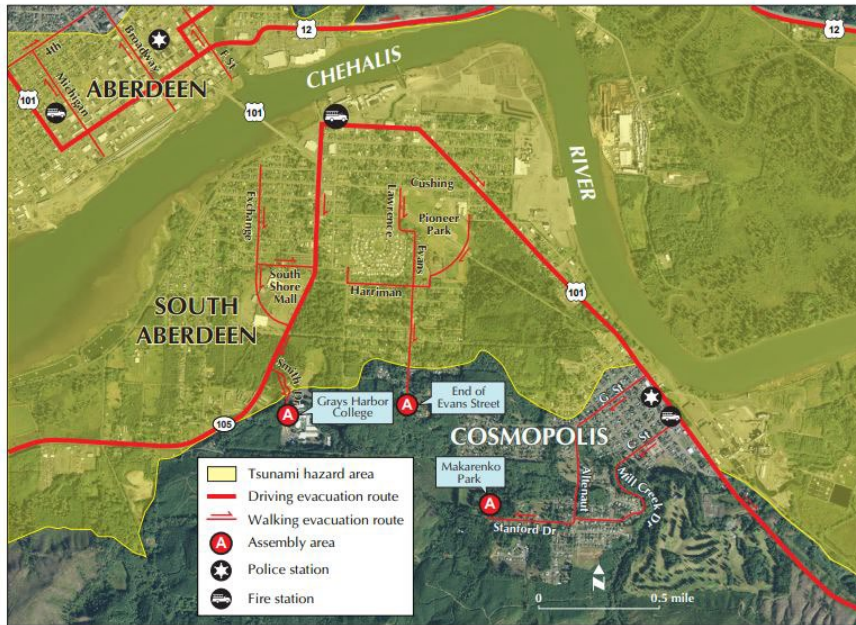 12
12
4th
Broadway
F St
CHEHALIS
Michigan
ABERDEEN
101
101
RIVER
Cushing
Lawrence
Exchange
Pioneer
Park
Evans
South
Shore
Mall
Harriman
101
SOUTH
ABERDEEN
Smith Dr
Grays Harbor
College
End of
Evans Street
G St
105
COSMOPOLIS
C St
Makarenko
Park
Altenau
Mill Creek Dr
Stanford Dr
A
A
A
Tsunami hazard area
Driving evacuation route
Walking evacuation route
A Assembly area
Police station
Fire station
N
0 0.5 mile